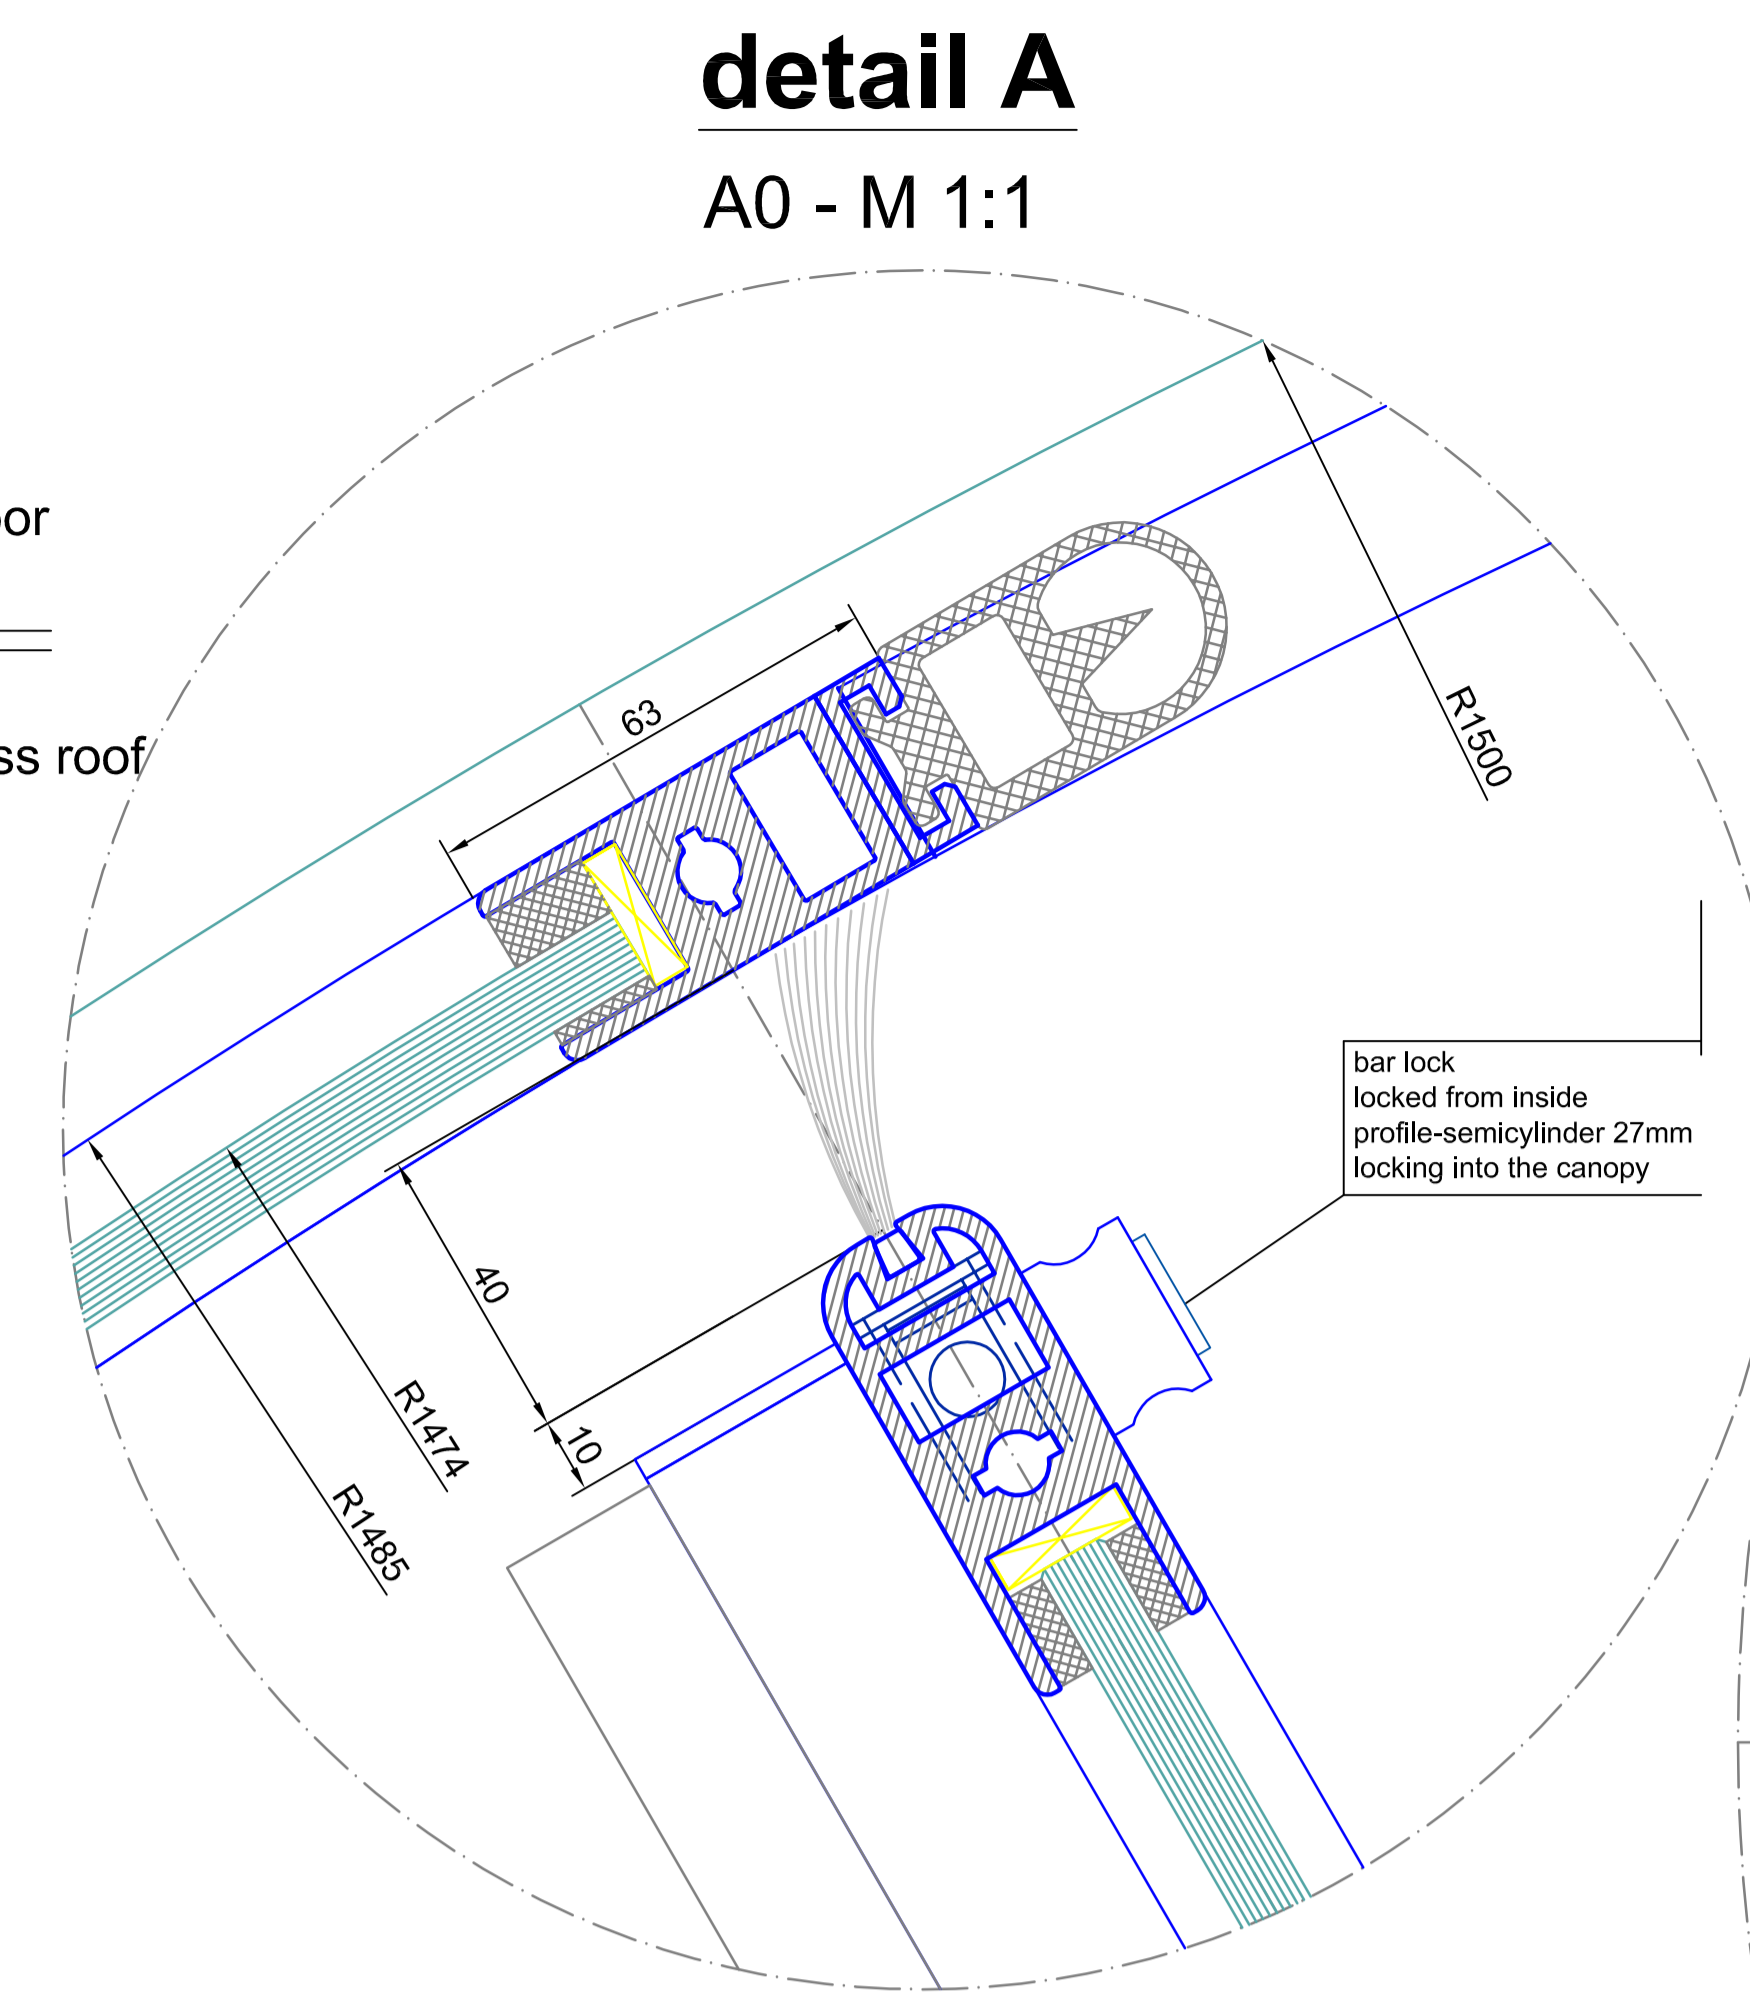 detail A
A0 - M 1:1
oor
ss roof
63
R1500
bar lock
locked from inside
profile-semicylinder 27mm
locking into the canopy
40
10
R1474
R1485